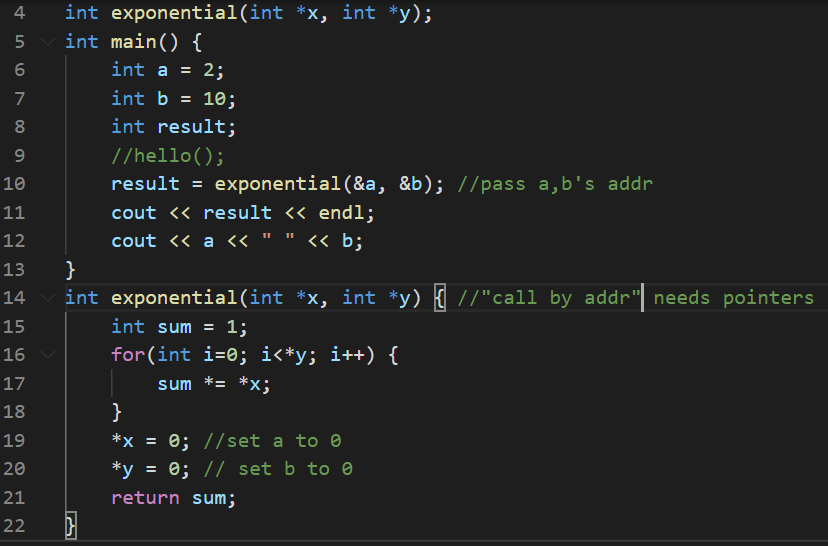 4 int exponential(int *x, int *y);
5 int main() {
6 int a = 2;
7 int b = 10;
8 int result;
9 //hello();
10 result = exponential(&a, &b); //pass a,b's addr
11 cout << result << endl;
12 cout << a << " " << b;
13 }
14 int exponential(int *x, int *y) { //"call by addr" needs pointers
15 int sum = 1;
16 for(int i=0; i<*y; i++) {
17 sum *= *x;
18 }
19 *x = 0; //set a to 0
20 *y = 0; // set b to 0
21 return sum;
22 }